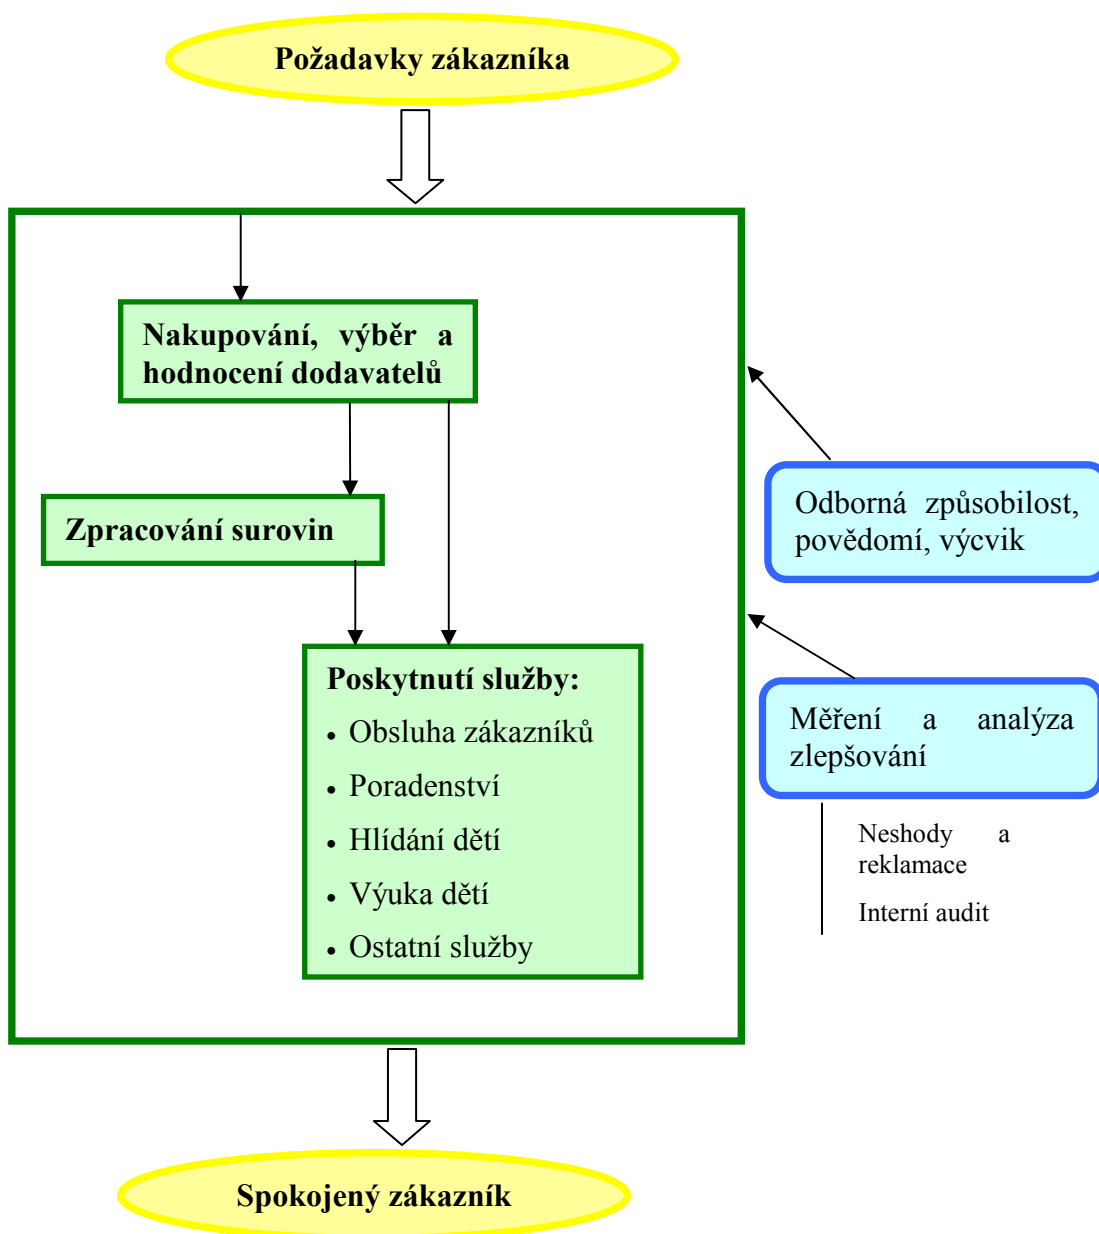 Požadavky zákazníka
Nakupování, výběr a
hodnocení dodavatelů
Zpracování surovin
Poskytnutí služby:
• Obsluha zákazníků
• Poradenství
• Hlídání dětí
• Výuka dětí
• Ostatní služby
Odborná způsobilost,
povědomí, výcvik
Měření a analýza
zlepšování
Neshody a
reklamace
Interní audit
Spokojený zákazník